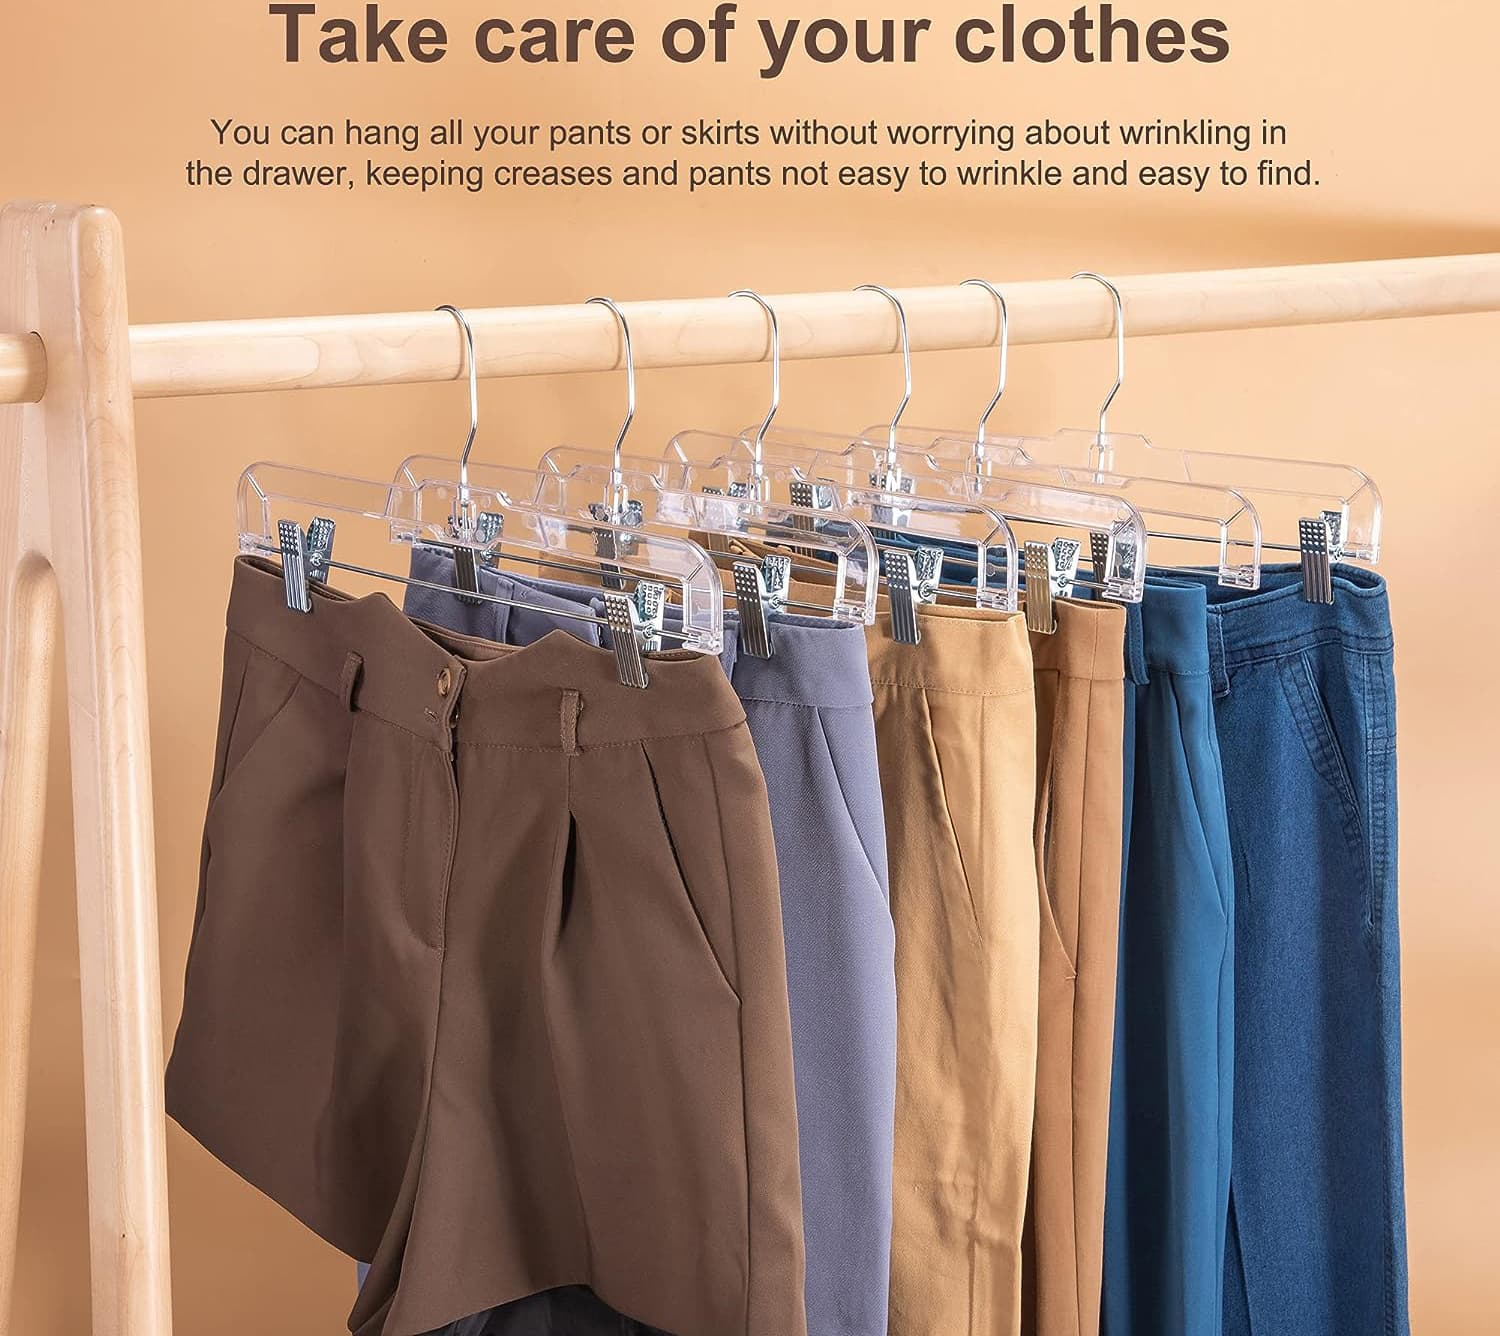 Take care of your clothes
You can hang all your pants or skirts without worrying about wrinkling in
the drawer, keeping creases and pants not easy to wrinkle and easy to find.